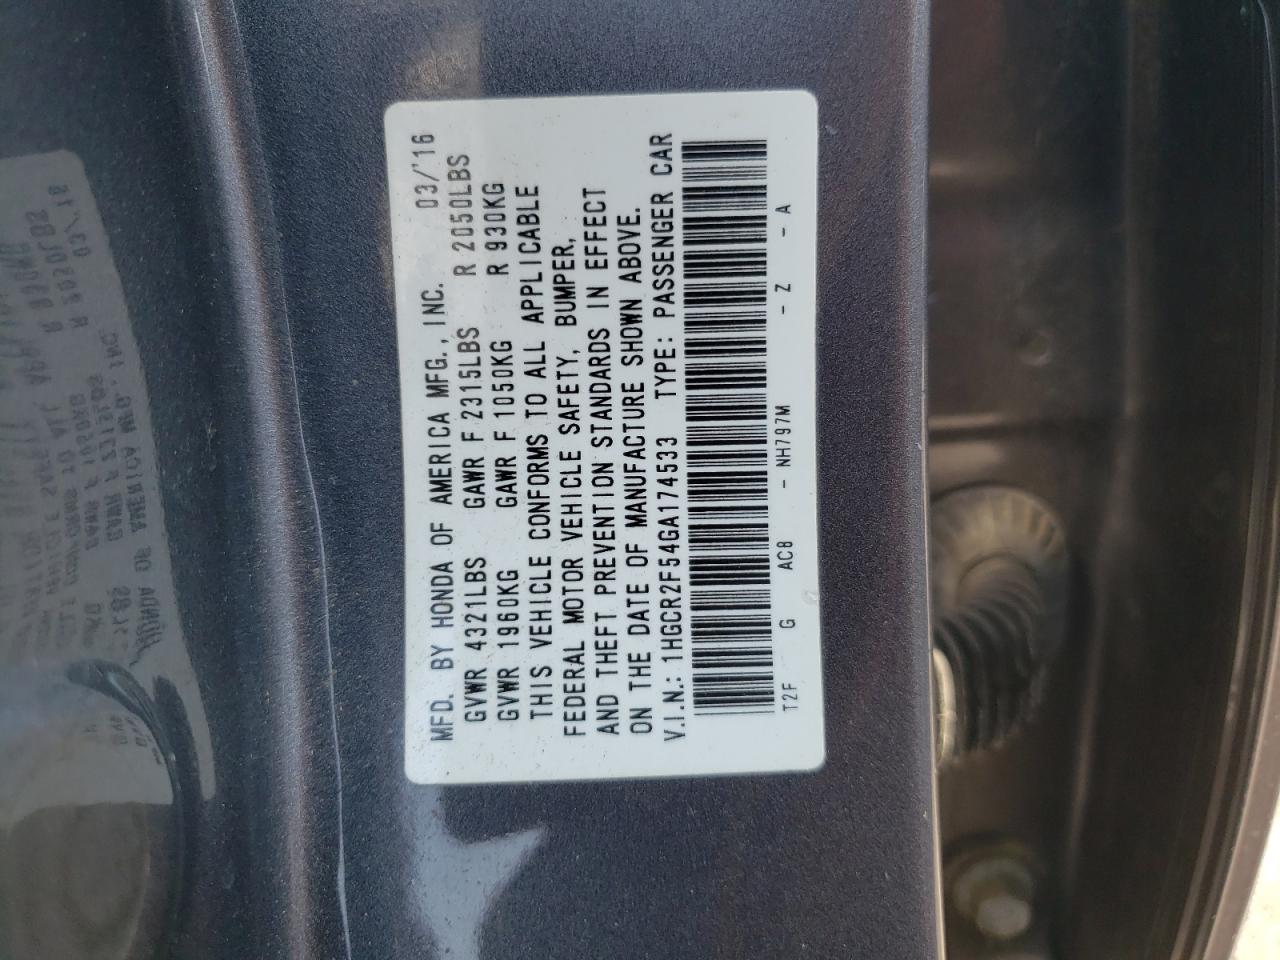 MFD. BY HONDA OF AMERICA MFG., INC. 03/'16
GVWR 4321LBS GAWR F 2315LBS R 2050LBS
GVWR 1960KG GAWR F 1050KG R 930KG
THIS VEHICLE CONFORMS TO ALL APPLICABLE
FEDERAL MOTOR VEHICLE SAFETY, BUMPER,
AND THEFT PREVENTION STANDARDS IN EFFECT
ON THE DATE OF MANUFACTURE SHOWN ABOVE.
V.I.N.: 1HGCR2F54GA174533 TYPE: PASSENGER CAR
T2F G AC8 - NH797M - Z - A